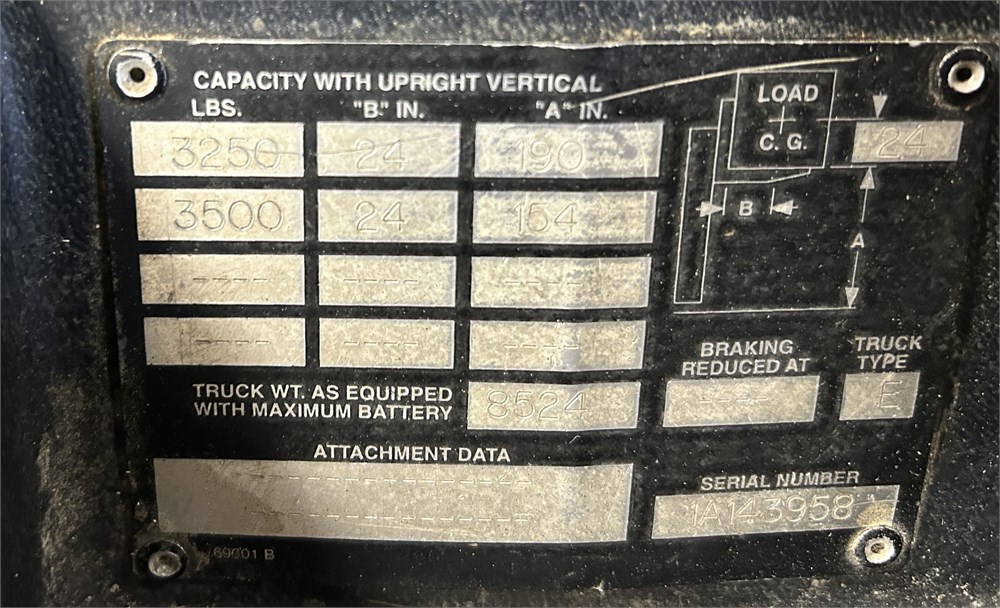 CAPACITY WITH UPRIGHT VERTICAL
LBS. "B" IN. "A" IN.
3250 24 190
3500 24 154
---- ---- ----
---- ---- ----
TRUCK WT. AS EQUIPPED
WITH MAXIMUM BATTERY
8524
ATTACHMENT DATA
LOAD
C. G.
24
B
A
BRAKING
REDUCED AT
----
TRUCK
TYPE
E
SERIAL NUMBER
1A143958